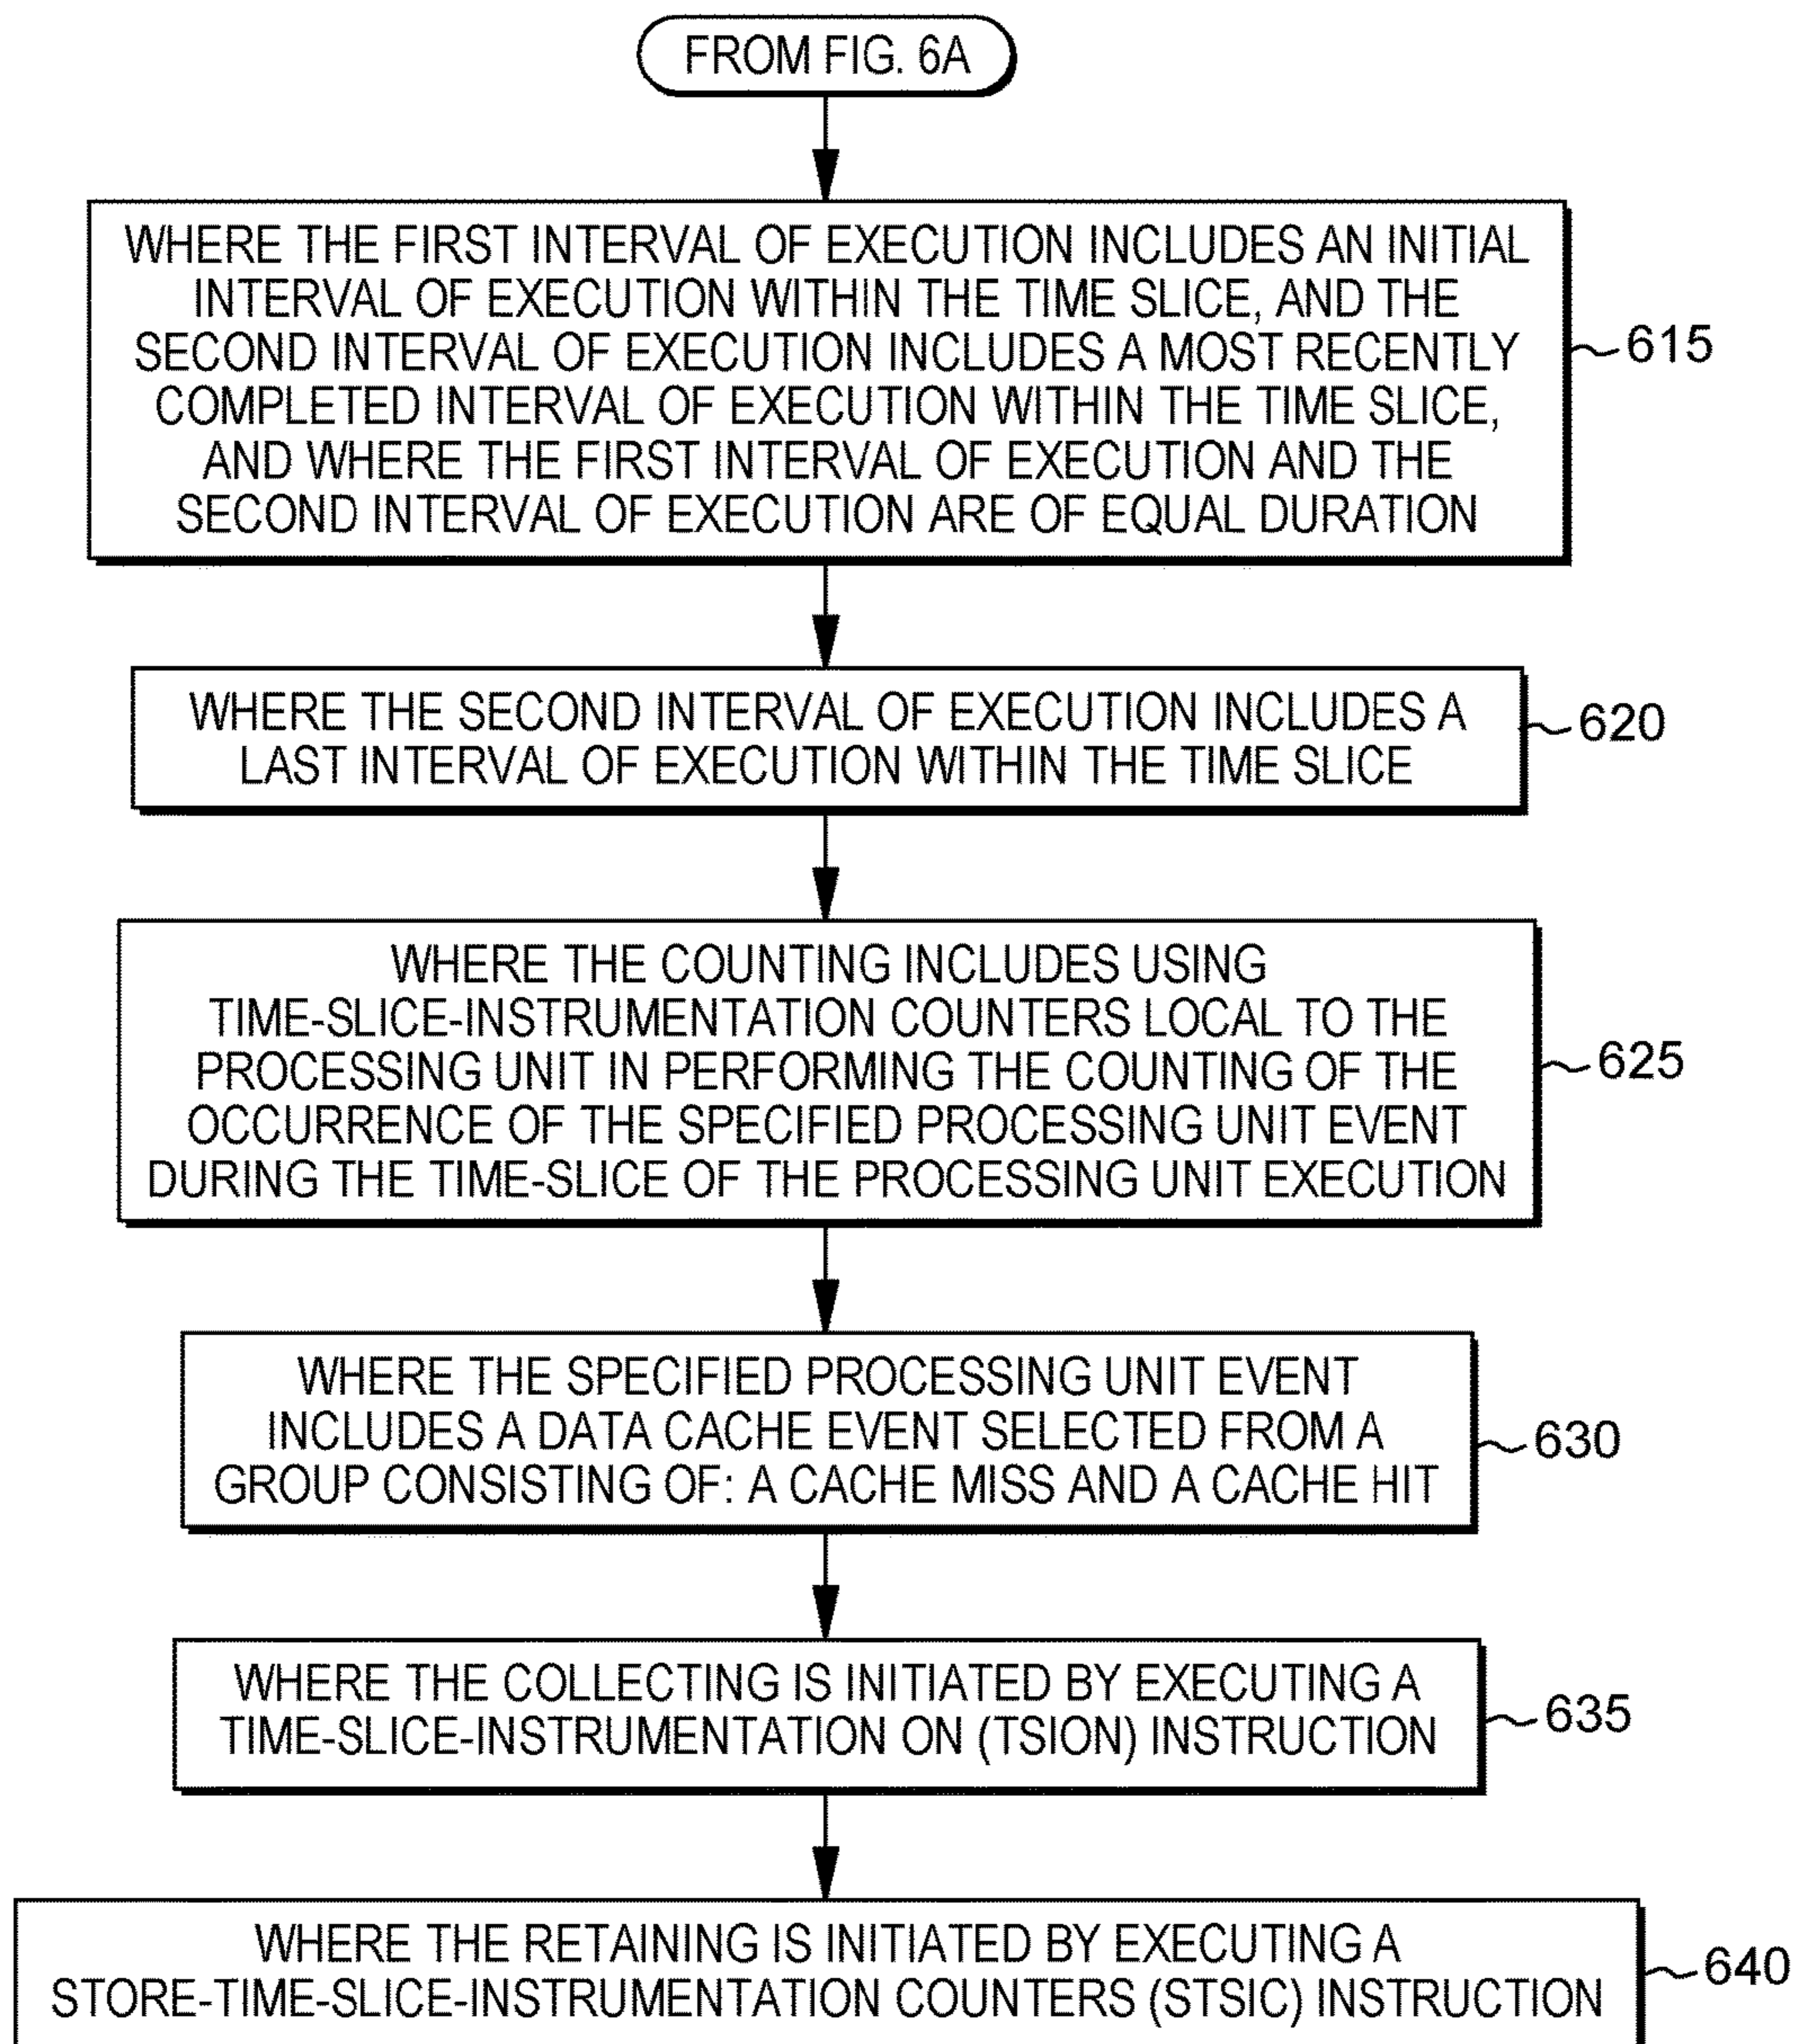 FROM FIG. 6A
WHERE THE FIRST INTERVAL OF EXECUTION INCLUDES AN INITIAL
INTERVAL OF EXECUTION WITHIN THE TIME SLICE, AND THE
SECOND INTERVAL OF EXECUTION INCLUDES A MOST RECENTLY
COMPLETED INTERVAL OF EXECUTION WITHIN THE TIME SLICE,
AND WHERE THE FIRST INTERVAL OF EXECUTION AND THE
SECOND INTERVAL OF EXECUTION ARE OF EQUAL DURATION
615
WHERE THE SECOND INTERVAL OF EXECUTION INCLUDES A
LAST INTERVAL OF EXECUTION WITHIN THE TIME SLICE
620
WHERE THE COUNTING INCLUDES USING
TIME-SLICE-INSTRUMENTATION COUNTERS LOCAL TO THE
PROCESSING UNIT IN PERFORMING THE COUNTING OF THE
OCCURRENCE OF THE SPECIFIED PROCESSING UNIT EVENT
DURING THE TIME-SLICE OF THE PROCESSING UNIT EXECUTION
625
WHERE THE SPECIFIED PROCESSING UNIT EVENT
INCLUDES A DATA CACHE EVENT SELECTED FROM A
GROUP CONSISTING OF: A CACHE MISS AND A CACHE HIT
630
WHERE THE COLLECTING IS INITIATED BY EXECUTING A
TIME-SLICE-INSTRUMENTATION ON (TSION) INSTRUCTION
635
WHERE THE RETAINING IS INITIATED BY EXECUTING A
STORE-TIME-SLICE-INSTRUMENTATION COUNTERS (STSIC) INSTRUCTION
640